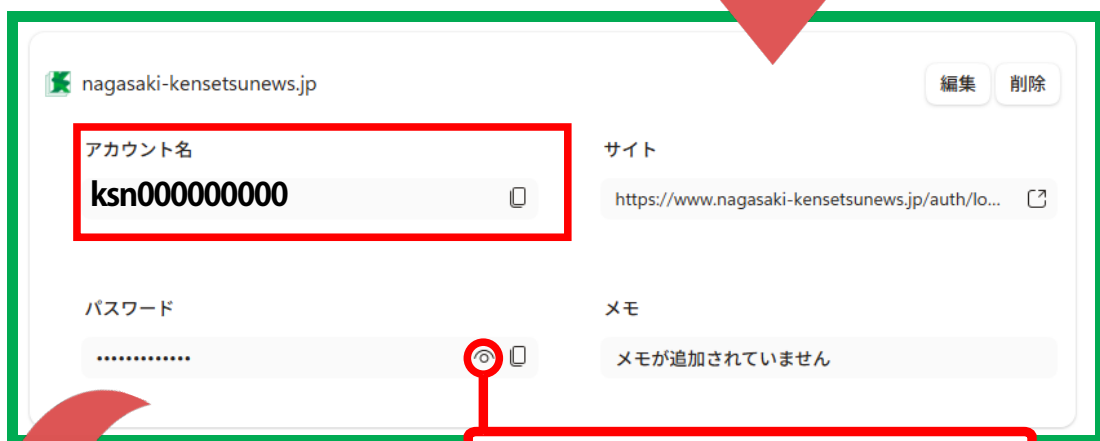 nagasaki-kensetsunews.jp
編集 削除
アカウント名
サイト
ksn000000000
https://www.nagasaki-kensetsunews.jp/auth/lo...
パスワード
メモ
•••••••••••••
メモが追加されていません